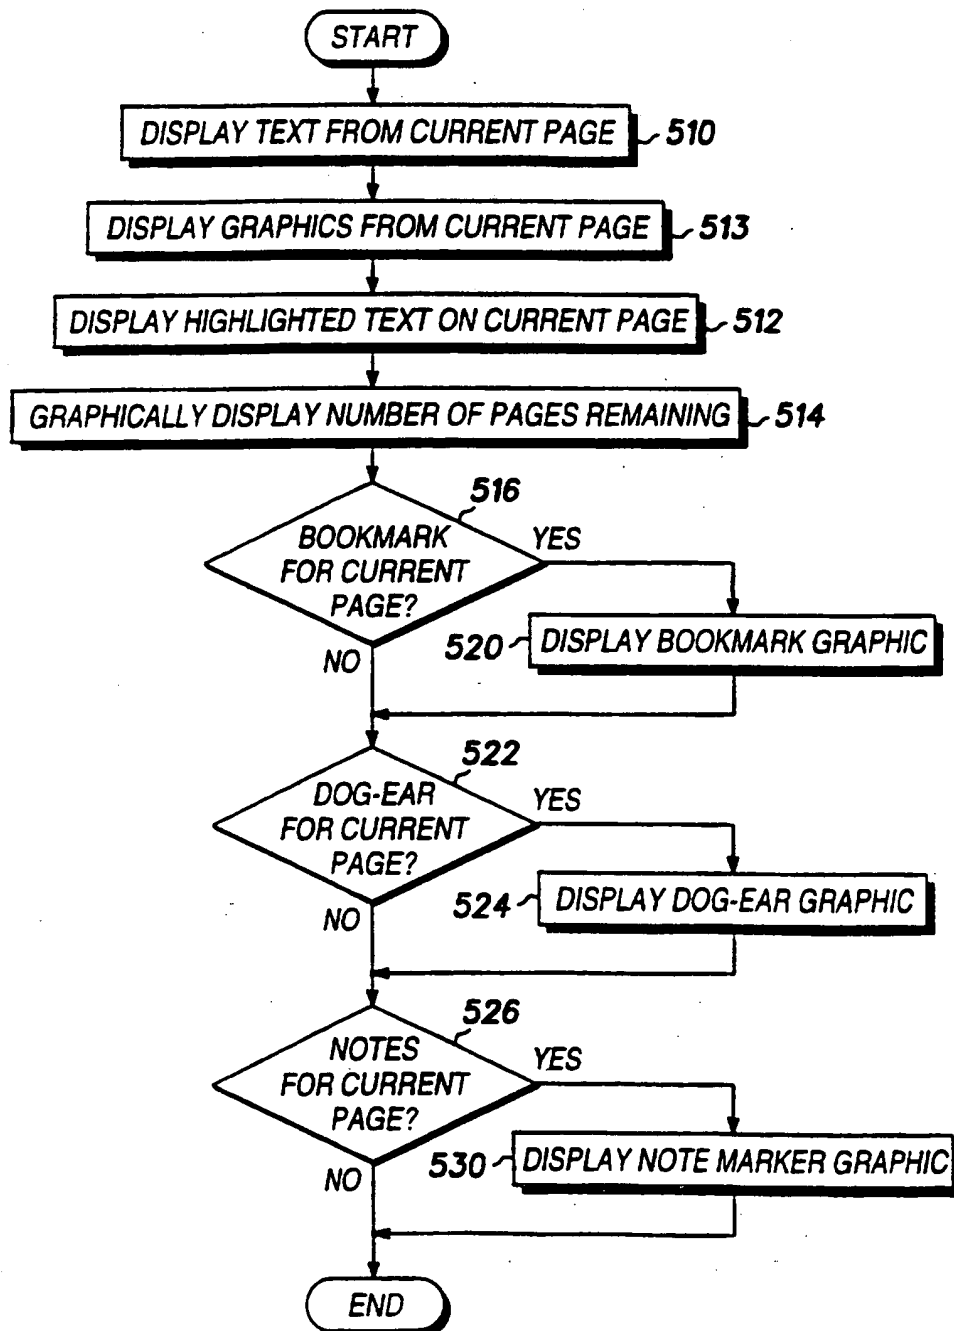 START
DISPLAY TEXT FROM CURRENT PAGE 510
DISPLAY GRAPHICS FROM CURRENT PAGE 513
DISPLAY HIGHLIGHTED TEXT ON CURRENT PAGE 512
GRAPHICALLY DISPLAY NUMBER OF PAGES REMAINING 514
516
BOOKMARK
FOR CURRENT
PAGE?
YES
NO
520 DISPLAY BOOKMARK GRAPHIC
522
DOG-EAR
FOR CURRENT
PAGE?
YES
NO
524 DISPLAY DOG-EAR GRAPHIC
526
NOTES
FOR CURRENT
PAGE?
YES
NO
530 DISPLAY NOTE MARKER GRAPHIC
END